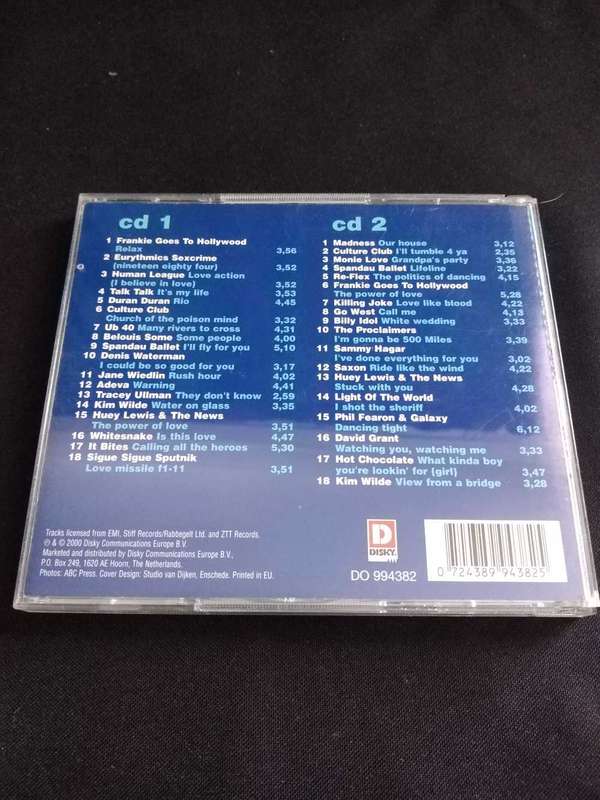 cd 1
1 Frankie Goes To Hollywood
Relax 3,56
2 Eurythmics Sexcrime
(nineteen eighty four) 3,52
3 Human League Love action
(I believe in love) 3,52
4 Talk Talk It's my life 3,53
5 Duran Duran Rio 4,45
6 Culture Club
Church of the poison mind 3,32
7 Ub 40 Many rivers to cross 4,31
8 Belouis Some Some people 4,00
9 Spandau Ballet I'll fly for you 5,10
10 Denis Waterman
I could be so good for you 3,17
11 Jane Wiedlin Rush hour 4,02
12 Adeva Warning 4,41
13 Tracey Ullman They don't know 2,59
14 Kim Wilde Water on glass 3,35
15 Huey Lewis & The News
The power of love 3,51
16 Whitesnake Is this love 4,47
17 It Bites Calling all the heroes 5,30
18 Sigue Sigue Sputnik
Love missile f1-11 3,51
cd 2
1 Madness Our house 3,12
2 Culture Club I'll tumble 4 ya 2,35
3 Monie Love Grandpa's party 3,36
4 Spandau Ballet Lifeline 3,22
5 Re-Flex The politics of dancing 4,15
6 Frankie Goes To Hollywood
The power of love 5,28
7 Killing Joke Love like blood 4,22
8 Go West Call me 4,13
9 Billy Idol White wedding 3,33
10 The Proclaimers
I'm gonna be 500 Miles 3,39
11 Sammy Hagar
I've done everything for you 3,02
12 Saxon Ride like the wind 4,22
13 Huey Lewis & The News
Stuck with you 4,28
14 Light Of The World
I shot the sheriff 4,02
15 Phil Fearon & Galaxy
Dancing tight 6,12
16 David Grant
Watching you, watching me 3,33
17 Hot Chocolate What kinda boy
you're lookin' for (girl) 3,47
18 Kim Wilde View from a bridge 3,28
Tracks licensed from EMI, Stiff Records/Rabbegelt Ltd. and ZTT Records.
℗ & © 2000 Disky Communications Europe B.V.
Marketed and distributed by Disky Communications Europe B.V.,
P.O. Box 249, 1620 AE Hoorn, The Netherlands.
Photos: ABC Press. Cover Design: Studio van Dijken, Enschede. Printed in EU.
D
DISKY
DO 994382
0 724389 943825